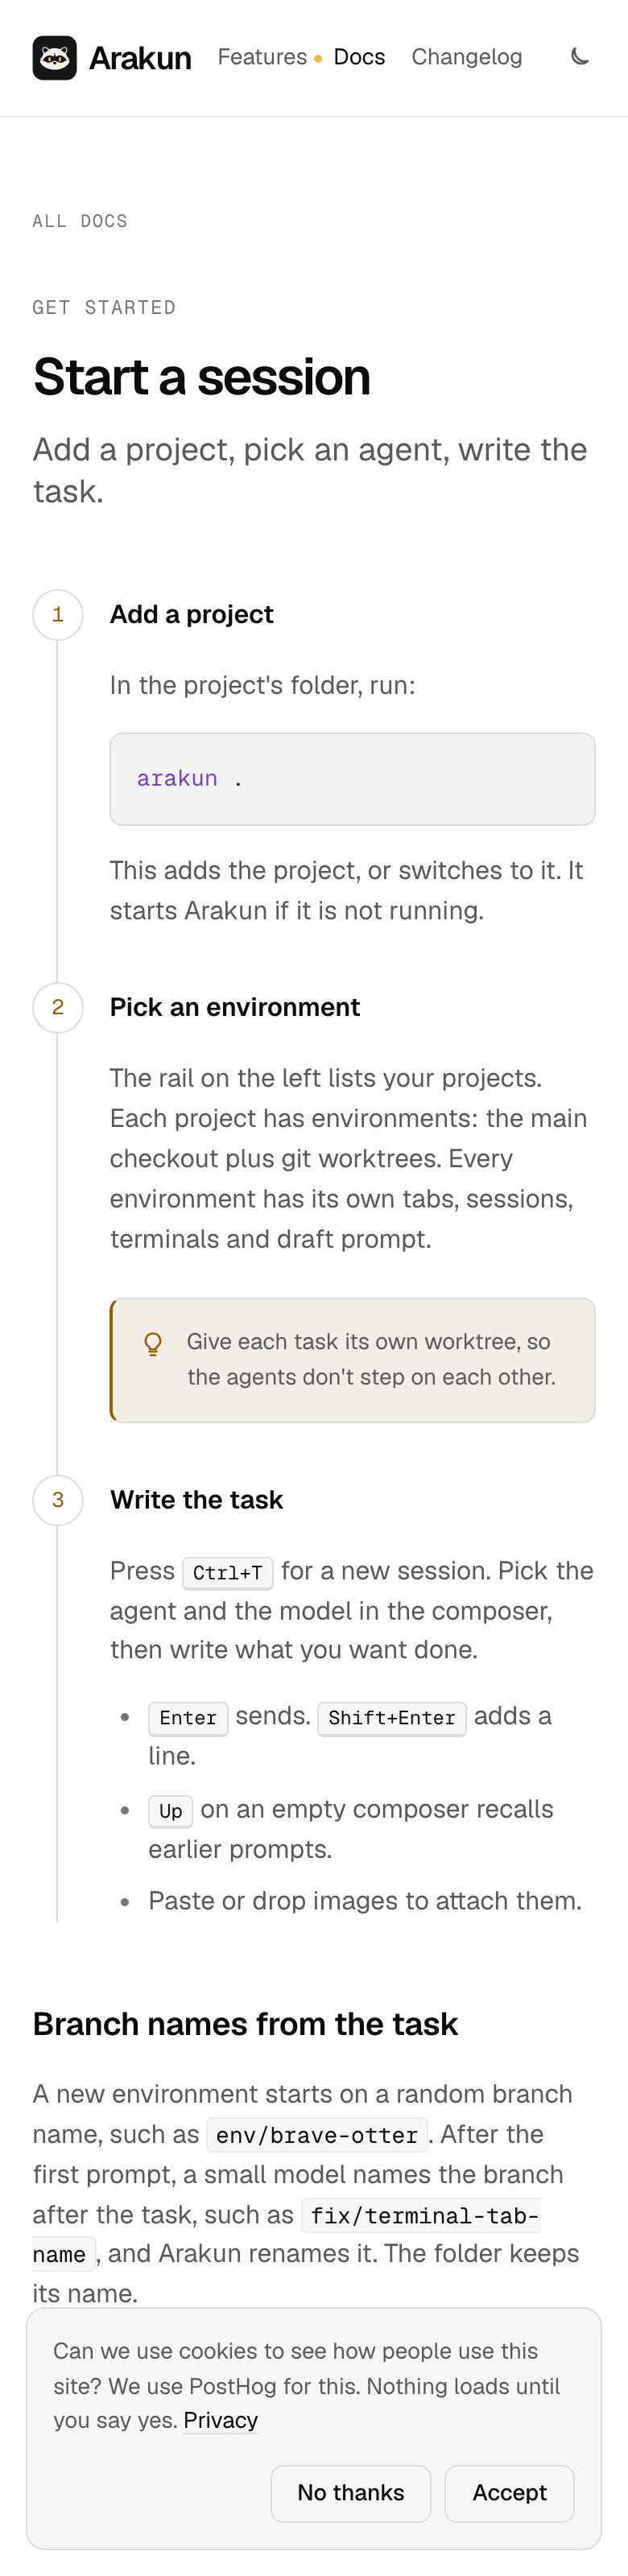 Arakun Features Docs Changelog
ALL DOCS
GET STARTED
Start a session
Add a project, pick an agent, write the
task.
1 Add a project
In the project's folder, run:
arakun .
This adds the project, or switches to it. It
starts Arakun if it is not running.
2 Pick an environment
The rail on the left lists your projects.
Each project has environments: the main
checkout plus git worktrees. Every
environment has its own tabs, sessions,
terminals and draft prompt.
Give each task its own worktree, so
the agents don't step on each other.
3 Write the task
Press Ctrl+T for a new session. Pick the
agent and the model in the composer,
then write what you want done.
• Enter sends. Shift+Enter adds a
line.
• Up on an empty composer recalls
earlier prompts.
• Paste or drop images to attach them.
Branch names from the task
A new environment starts on a random branch
name, such as env/brave-otter. After the
first prompt, a small model names the branch
after the task, such as fix/terminal-tab-
name, and Arakun renames it. The folder keeps
its name.
Can we use cookies to see how people use this
site? We use PostHog for this. Nothing loads until
you say yes. Privacy
No thanks Accept